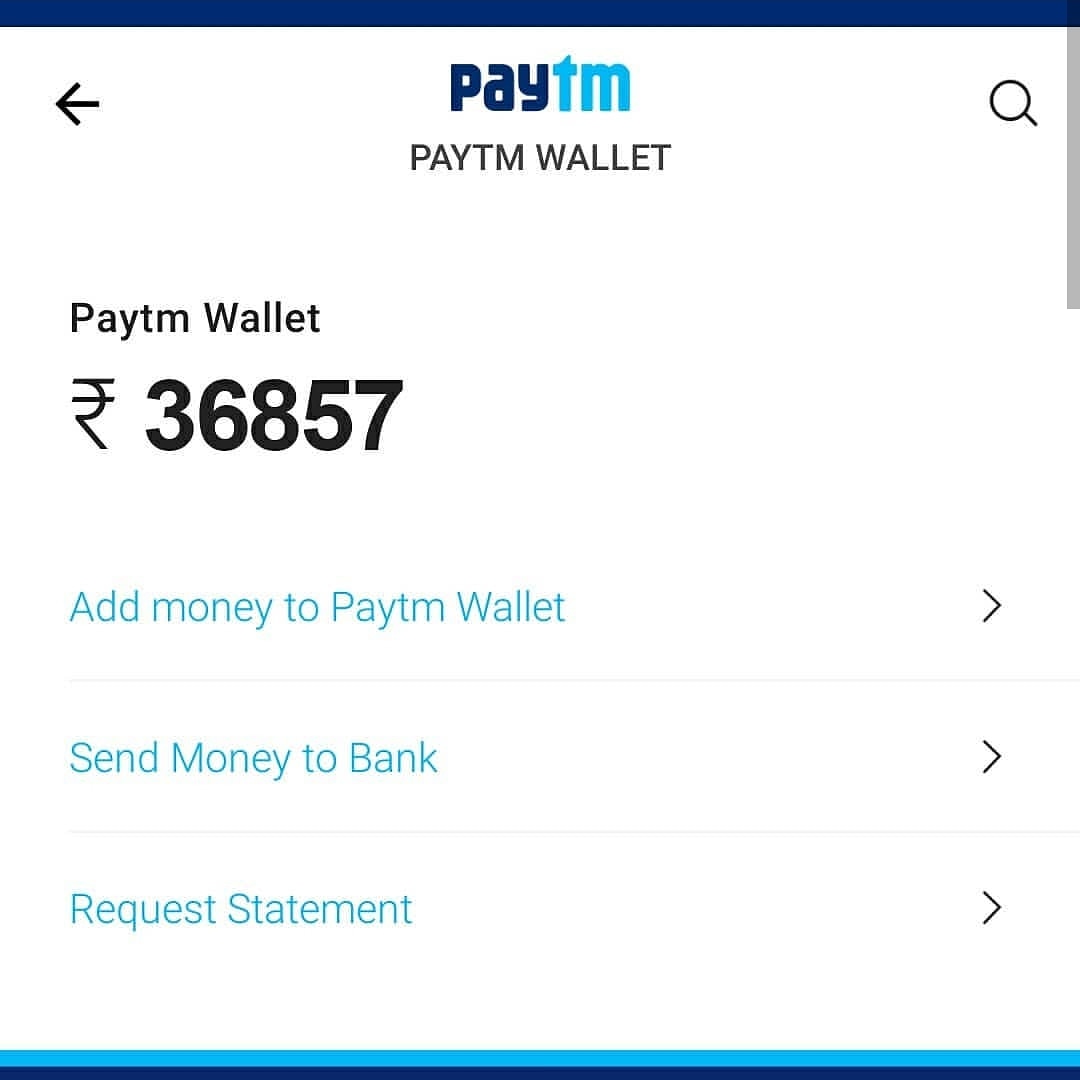 paytm
PAYTM WALLET
Paytm Wallet
₹ 36857
Add money to Paytm Wallet
Send Money to Bank
Request Statement